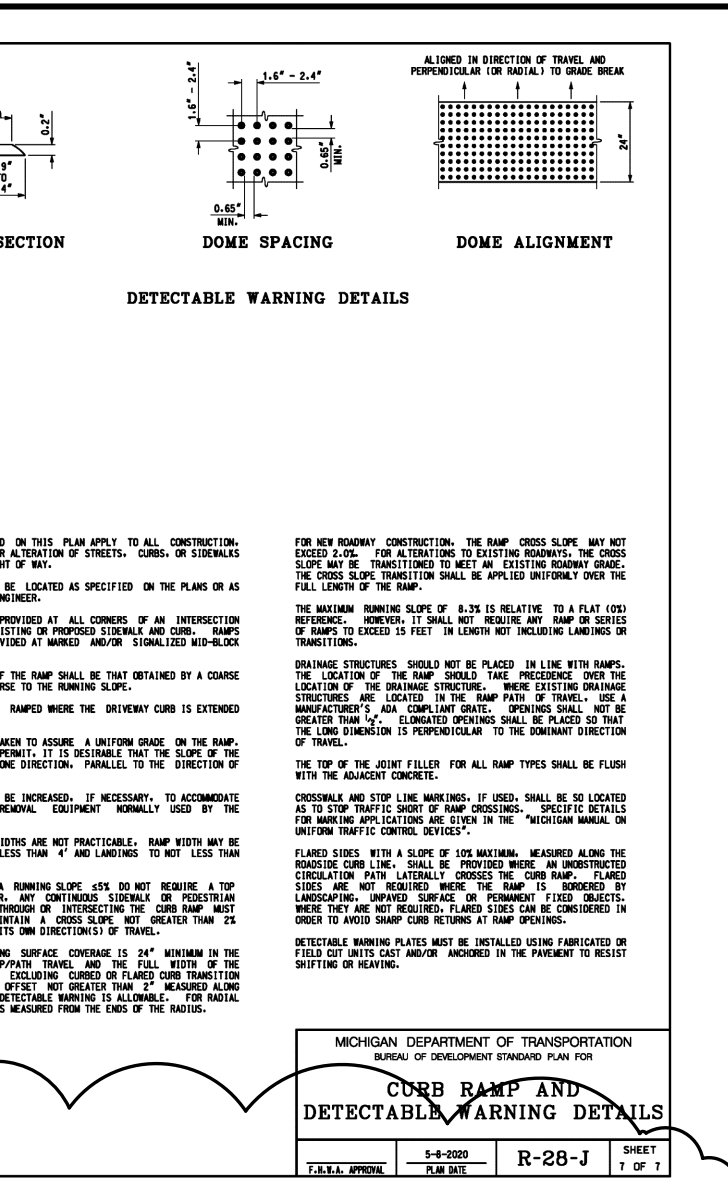 ALIGNED IN DIRECTION OF TRAVEL AND
PERPENDICULAR (OR RADIAL) TO GRADE BREAK
1.6" - 2.4"
1.6" - 2.4"
0.2"
9"
TO
4"
0.65"
MIN.
0.65"
MIN.
24"
SECTION
DOME SPACING
DOME ALIGNMENT
DETECTABLE WARNING DETAILS
D ON THIS PLAN APPLY TO ALL CONSTRUCTION,
R ALTERATION OF STREETS, CURBS, OR SIDEWALKS
HT OF WAY.
BE LOCATED AS SPECIFIED ON THE PLANS OR AS
NGINEER.
PROVIDED AT ALL CORNERS OF AN INTERSECTION
ISTING OR PROPOSED SIDEWALK AND CURB. RAMPS
VIDED AT MARKED AND/OR SIGNALIZED MID-BLOCK
F THE RAMP SHALL BE THAT OBTAINED BY A COARSE
RSE TO THE RUNNING SLOPE.
RAMPED WHERE THE DRIVEWAY CURB IS EXTENDED
AKEN TO ASSURE A UNIFORM GRADE ON THE RAMP.
PERMIT, IT IS DESIRABLE THAT THE SLOPE OF THE
ONE DIRECTION, PARALLEL TO THE DIRECTION OF
BE INCREASED, IF NECESSARY, TO ACCOMMODATE
REMOVAL EQUIPMENT NORMALLY USED BY THE
IDTHS ARE NOT PRACTICABLE, RAMP WIDTH MAY BE
LESS THAN 4' AND LANDINGS TO NOT LESS THAN
A RUNNING SLOPE ≤5% DO NOT REQUIRE A TOP
R, ANY CONTINUOUS SIDEWALK OR PEDESTRIAN
THROUGH OR INTERSECTING THE CURB RAMP MUST
INTAIN A CROSS SLOPE NOT GREATER THAN 2%
ITS OWN DIRECTION(S) OF TRAVEL.
NG SURFACE COVERAGE IS 24" MINIMUM IN THE
P/PATH TRAVEL AND THE FULL WIDTH OF THE
EXCLUDING CURBED OR FLARED CURB TRANSITION
OFFSET NOT GREATER THAN 2" MEASURED ALONG
DETECTABLE WARNING IS ALLOWABLE. FOR RADIAL
S MEASURED FROM THE ENDS OF THE RADIUS.
FOR NEW ROADWAY CONSTRUCTION, THE RAMP CROSS SLOPE MAY NOT
EXCEED 2.0%. FOR ALTERATIONS TO EXISTING ROADWAYS, THE CROSS
SLOPE MAY BE TRANSITIONED TO MEET AN EXISTING ROADWAY GRADE.
THE CROSS SLOPE TRANSITION SHALL BE APPLIED UNIFORMLY OVER THE
FULL LENGTH OF THE RAMP.
THE MAXIMUM RUNNING SLOPE OF 8.3% IS RELATIVE TO A FLAT (0%)
REFERENCE. HOWEVER, IT SHALL NOT REQUIRE ANY RAMP OR SERIES
OF RAMPS TO EXCEED 15 FEET IN LENGTH NOT INCLUDING LANDINGS OR
TRANSITIONS.
DRAINAGE STRUCTURES SHOULD NOT BE PLACED IN LINE WITH RAMPS.
THE LOCATION OF THE RAMP SHOULD TAKE PRECEDENCE OVER THE
LOCATION OF THE DRAINAGE STRUCTURE. WHERE EXISTING DRAINAGE
STRUCTURES ARE LOCATED IN THE RAMP PATH OF TRAVEL, USE A
MANUFACTURER'S ADA COMPLIANT GRATE. OPENINGS SHALL NOT BE
GREATER THAN ½". ELONGATED OPENINGS SHALL BE PLACED SO THAT
THE LONG DIMENSION IS PERPENDICULAR TO THE DOMINANT DIRECTION
OF TRAVEL.
THE TOP OF THE JOINT FILLER FOR ALL RAMP TYPES SHALL BE FLUSH
WITH THE ADJACENT CONCRETE.
CROSSWALK AND STOP LINE MARKINGS, IF USED, SHALL BE SO LOCATED
AS TO STOP TRAFFIC SHORT OF RAMP CROSSINGS. SPECIFIC DETAILS
FOR MARKING APPLICATIONS ARE GIVEN IN THE "MICHIGAN MANUAL ON
UNIFORM TRAFFIC CONTROL DEVICES".
FLARED SIDES WITH A SLOPE OF 10% MAXIMUM, MEASURED ALONG THE
ROADSIDE CURB LINE, SHALL BE PROVIDED WHERE AN UNOBSTRUCTED
CIRCULATION PATH LATERALLY CROSSES THE CURB RAMP. FLARED
SIDES ARE NOT REQUIRED WHERE THE RAMP IS BORDERED BY
LANDSCAPING, UNPAVED SURFACE OR PERMANENT FIXED OBJECTS.
WHERE THEY ARE NOT REQUIRED, FLARED SIDES CAN BE CONSIDERED IN
ORDER TO AVOID SHARP CURB RETURNS AT RAMP OPENINGS.
DETECTABLE WARNING PLATES MUST BE INSTALLED USING FABRICATED OR
FIELD CUT UNITS CAST AND/OR ANCHORED IN THE PAVEMENT TO RESIST
SHIFTING OR HEAVING.
MICHIGAN DEPARTMENT OF TRANSPORTATION
BUREAU OF DEVELOPMENT STANDARD PLAN FOR
CURB RAMP AND
DETECTABLE WARNING DETAILS
F.H.W.A. APPROVAL
5-6-2020
PLAN DATE
R-28-J
SHEET
7 OF 7